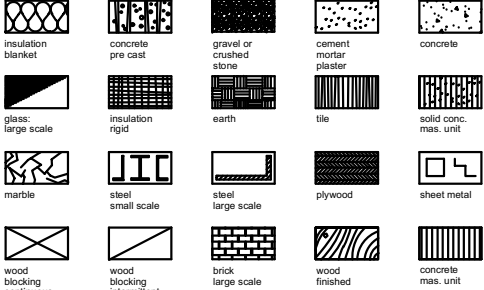 insulation
blanket
concrete
pre cast
gravel or
crushed
stone
cement
mortar
plaster
concrete
glass:
large scale
insulation
rigid
earth
tile
solid conc.
mas. unit
marble
steel
small scale
steel
large scale
plywood
sheet metal
wood
blocking
wood
blocking
brick
large scale
wood
finished
concrete
mas. unit